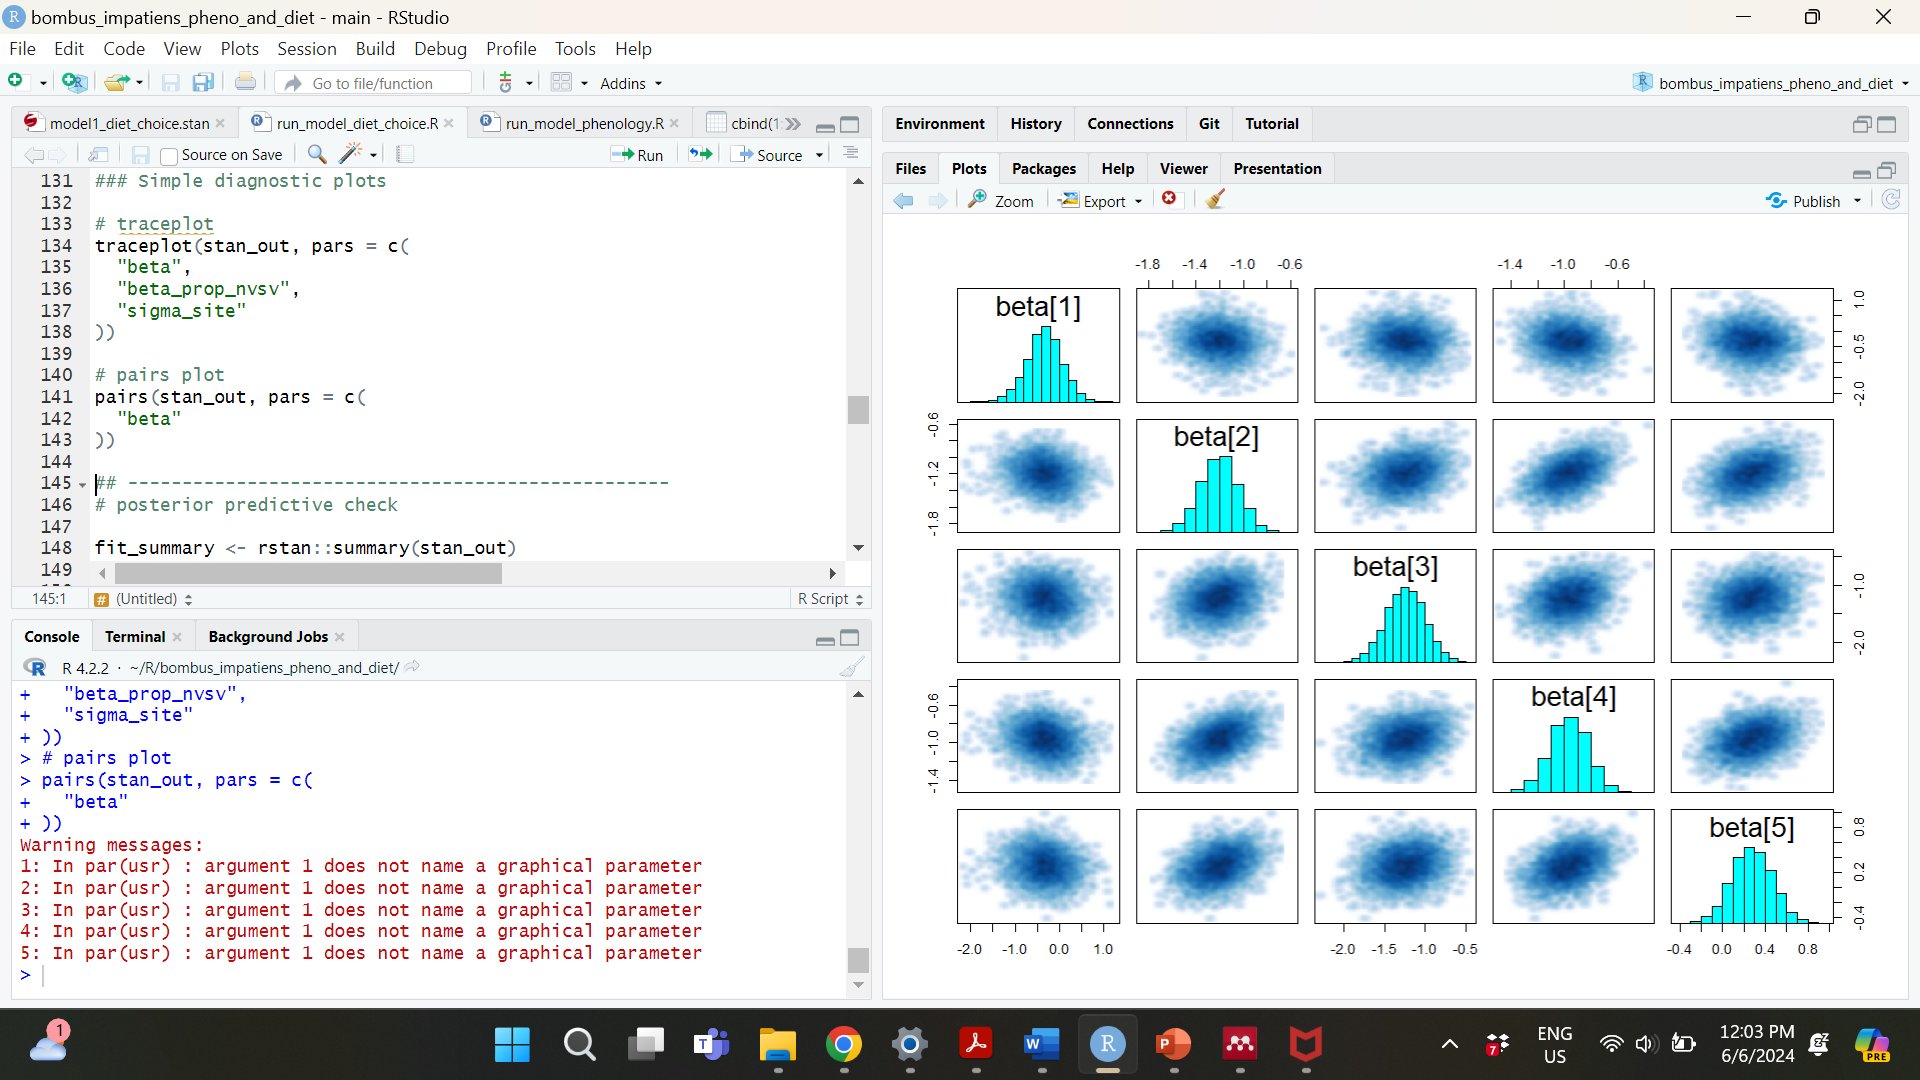 bombus_impatiens_pheno_and_diet - main - RStudio
File Edit Code View Plots Session Build Debug Profile Tools Help
Go to file/function
Addins
bombus_impatiens_pheno_and_diet
model1_diet_choice.stan
run_model_diet_choice.R
run_model_phenology.R
cbind(1:
Source on Save
Run
Source
131 ### Simple diagnostic plots
132
133 # traceplot
134 traceplot(stan_out, pars = c(
135 "beta",
136 "beta_prop_nvsv",
137 "sigma_site"
138 ))
139
140 # pairs plot
141 pairs(stan_out, pars = c(
142 "beta"
143 ))
144
145 ## --------------------------------------------------
146 # posterior predictive check
147
148 fit_summary <- rstan::summary(stan_out)
149
145:1
# (Untitled)
R Script
Console Terminal Background Jobs
R 4.2.2 · ~/R/bombus_impatiens_pheno_and_diet/
+ "beta_prop_nvsv",
+ "sigma_site"
+ ))
> # pairs plot
> pairs(stan_out, pars = c(
+ "beta"
+ ))
Warning messages:
1: In par(usr) : argument 1 does not name a graphical parameter
2: In par(usr) : argument 1 does not name a graphical parameter
3: In par(usr) : argument 1 does not name a graphical parameter
4: In par(usr) : argument 1 does not name a graphical parameter
5: In par(usr) : argument 1 does not name a graphical parameter
>
Environment History Connections Git Tutorial
Files Plots Packages Help Viewer Presentation
Zoom
Export
Publish
-1.8 -1.4 -1.0 -0.6
-1.4 -1.0 -0.6
beta[1]
1.0
-0.5
-2.0
beta[2]
-0.6
-1.2
-1.8
beta[3]
-1.0
-2.0
beta[4]
-0.6
-1.0
-1.4
beta[5]
0.8
0.2
-0.4
-2.0 -1.0 0.0 1.0
-2.0 -1.5 -1.0 -0.5
-0.4 0.0 0.4 0.8
1
7
ENG
US
12:03 PM
6/6/2024
PRE